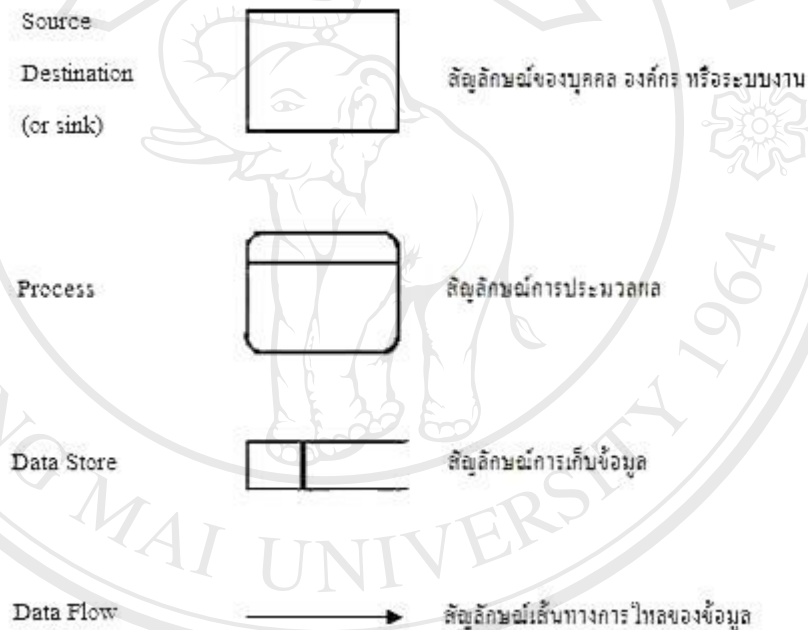 Source
Destination
(or sink)
สัญลักษณ์ของบุคคล องค์กร หรือระบบงาน
Process
สัญลักษณ์การประมวลผล
Data Store
สัญลักษณ์การเก็บข้อมูล
Data Flow
สัญลักษณ์เส้นทางการไหลของข้อมูล
NG MAI UNIVERSITY 1964